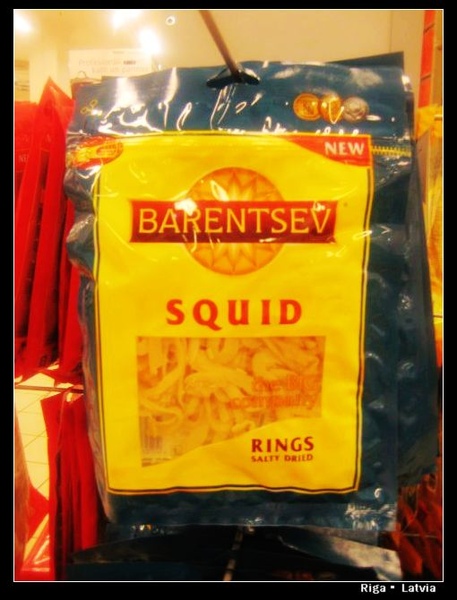 NEW
BARENTSEV
SQUID
RINGS
SALTY DRIED
Riga • Latvia